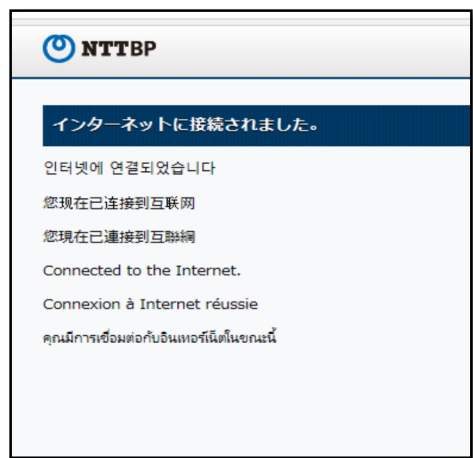 NTTBP
インターネットに接続されました。
인터넷에 연결되었습니다
您现在已连接到互联网
您現在已連接到互聯網
Connected to the Internet.
Connexion à Internet réussie
คุณมีการเชื่อมต่อกับอินเทอร์เน็ตในขณะนี้